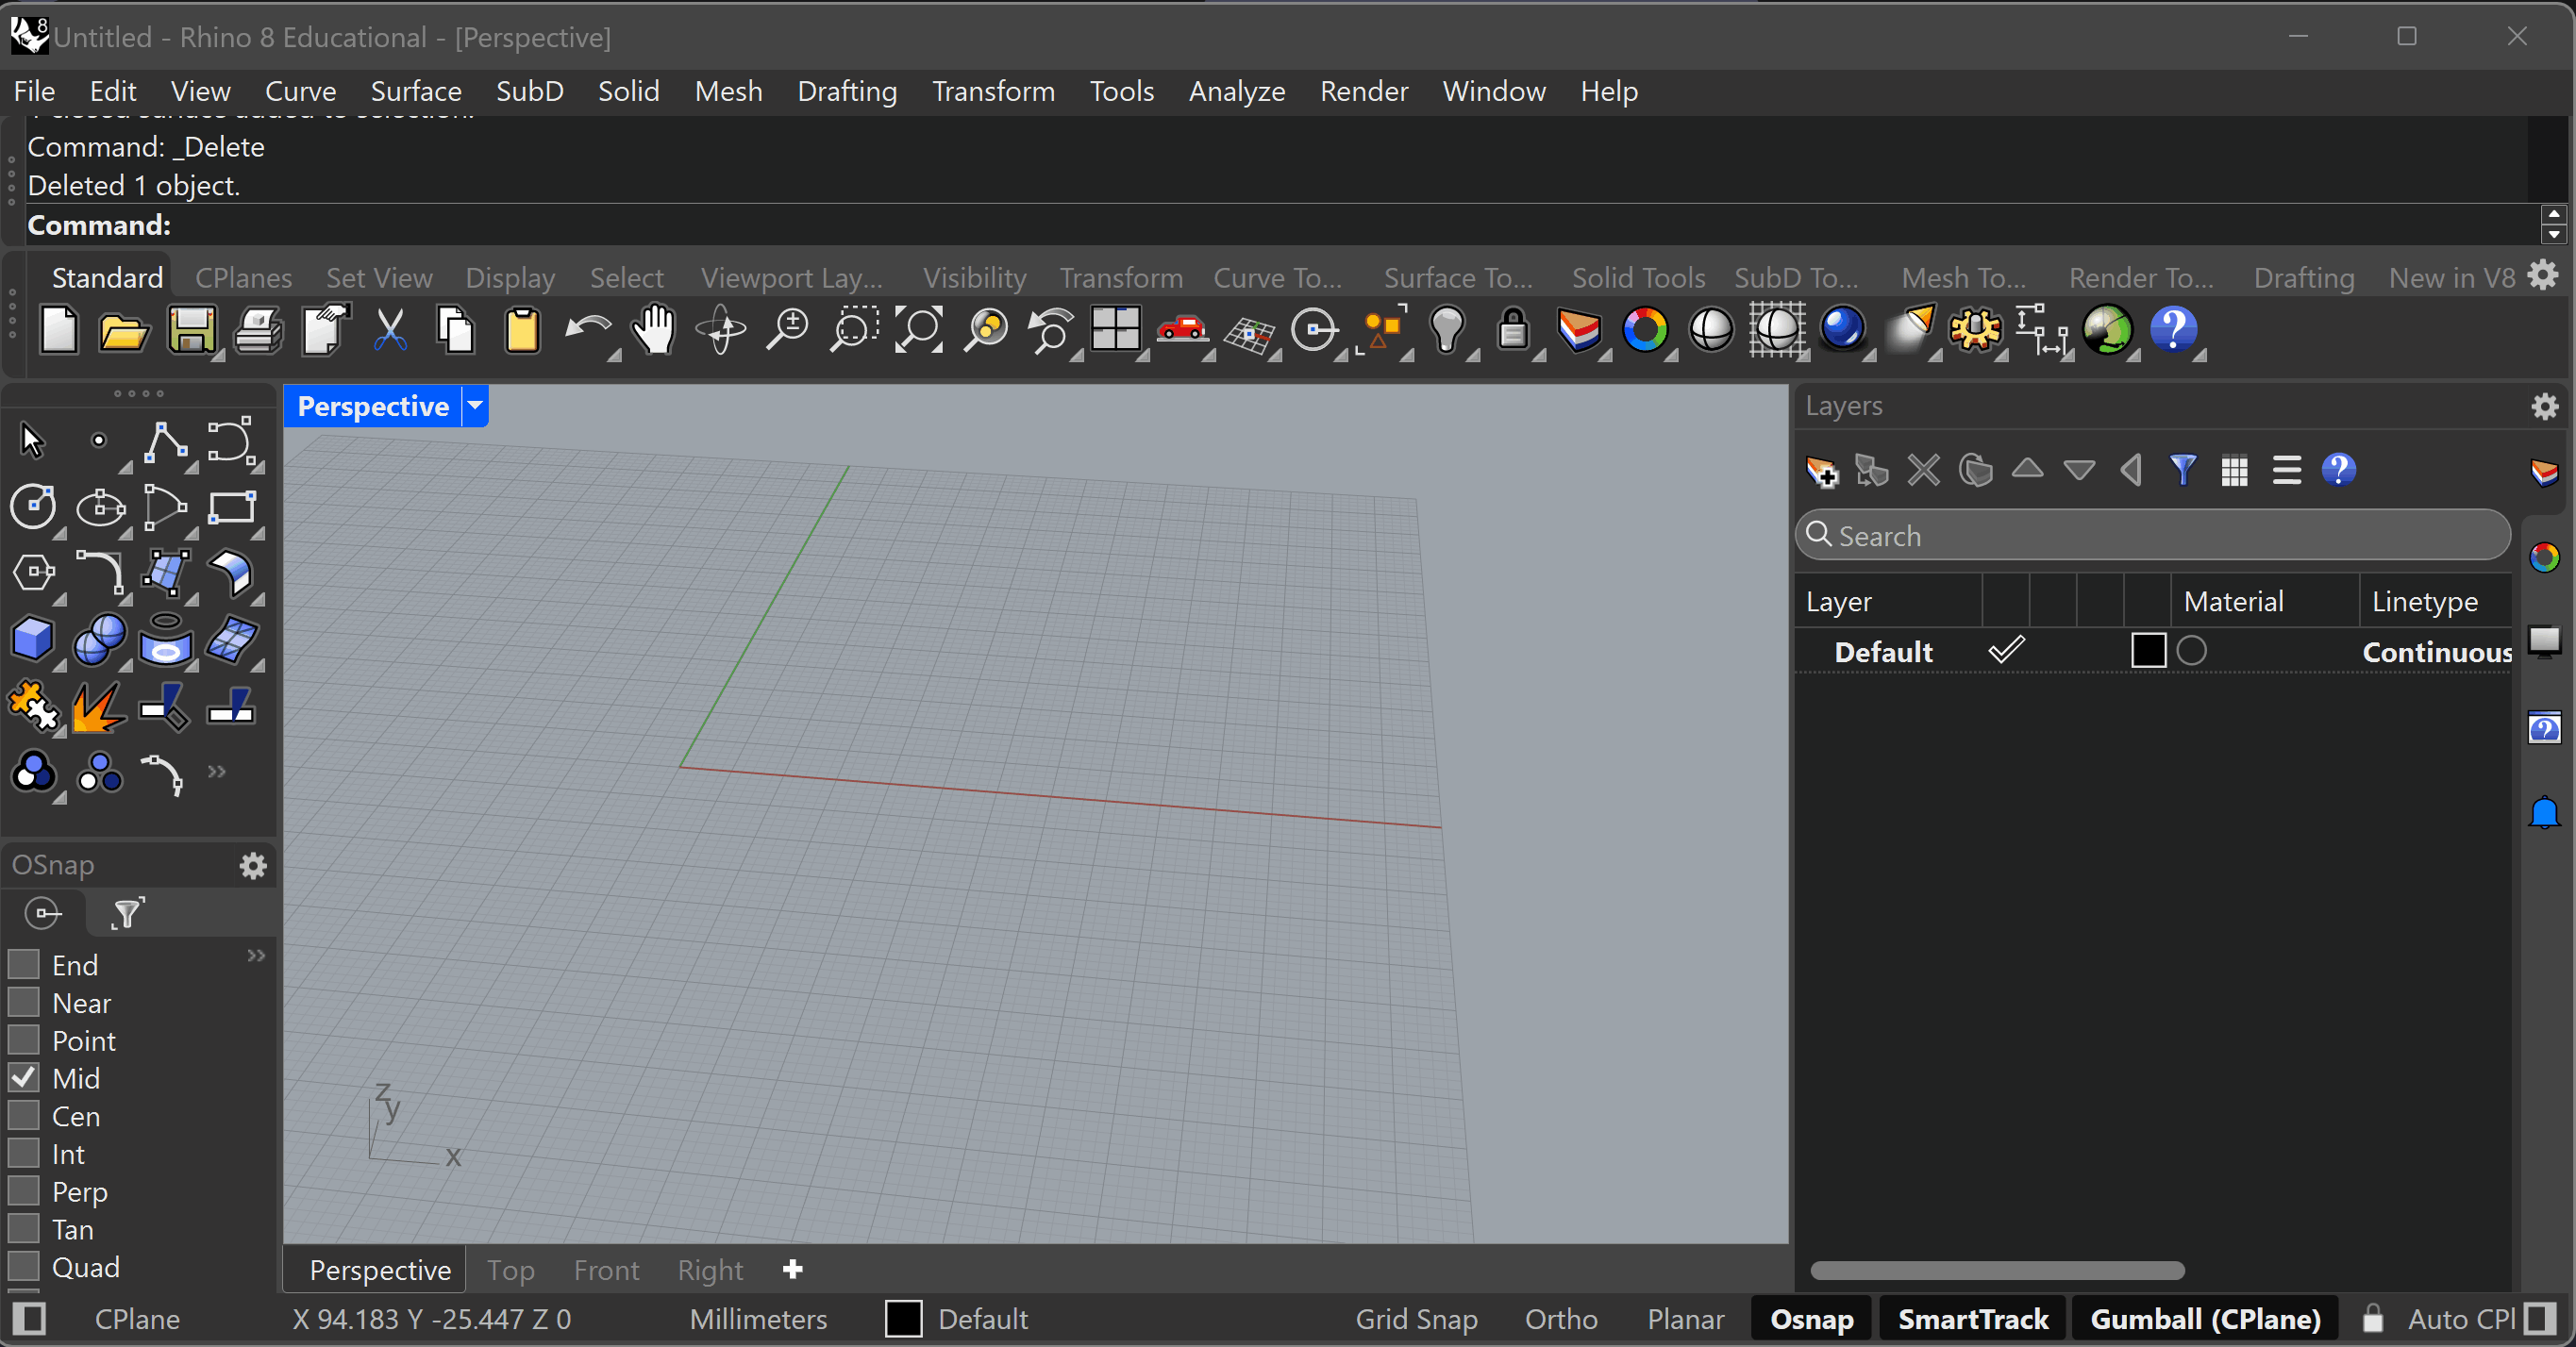 Untitled - Rhino 8 Educational - [Perspective]
File Edit View Curve Surface SubD Solid Mesh Drafting Transform Tools Analyze Render Window Help
Command: _Delete
Deleted 1 object.
Command:
Standard CPlanes Set View Display Select Viewport Lay... Visibility Transform Curve To... Surface To... Solid Tools SubD To... Mesh To... Render To... Drafting New in V8
Perspective
Layers
Search
Layer Material Linetype
Default Continuous
OSnap
End
Near
Point
Mid
Cen
Int
Perp
Tan
Quad
z
y
x
Perspective Top Front Right
CPlane X 94.183 Y -25.447 Z 0 Millimeters Default Grid Snap Ortho Planar Osnap SmartTrack Gumball (CPlane) Auto CPl